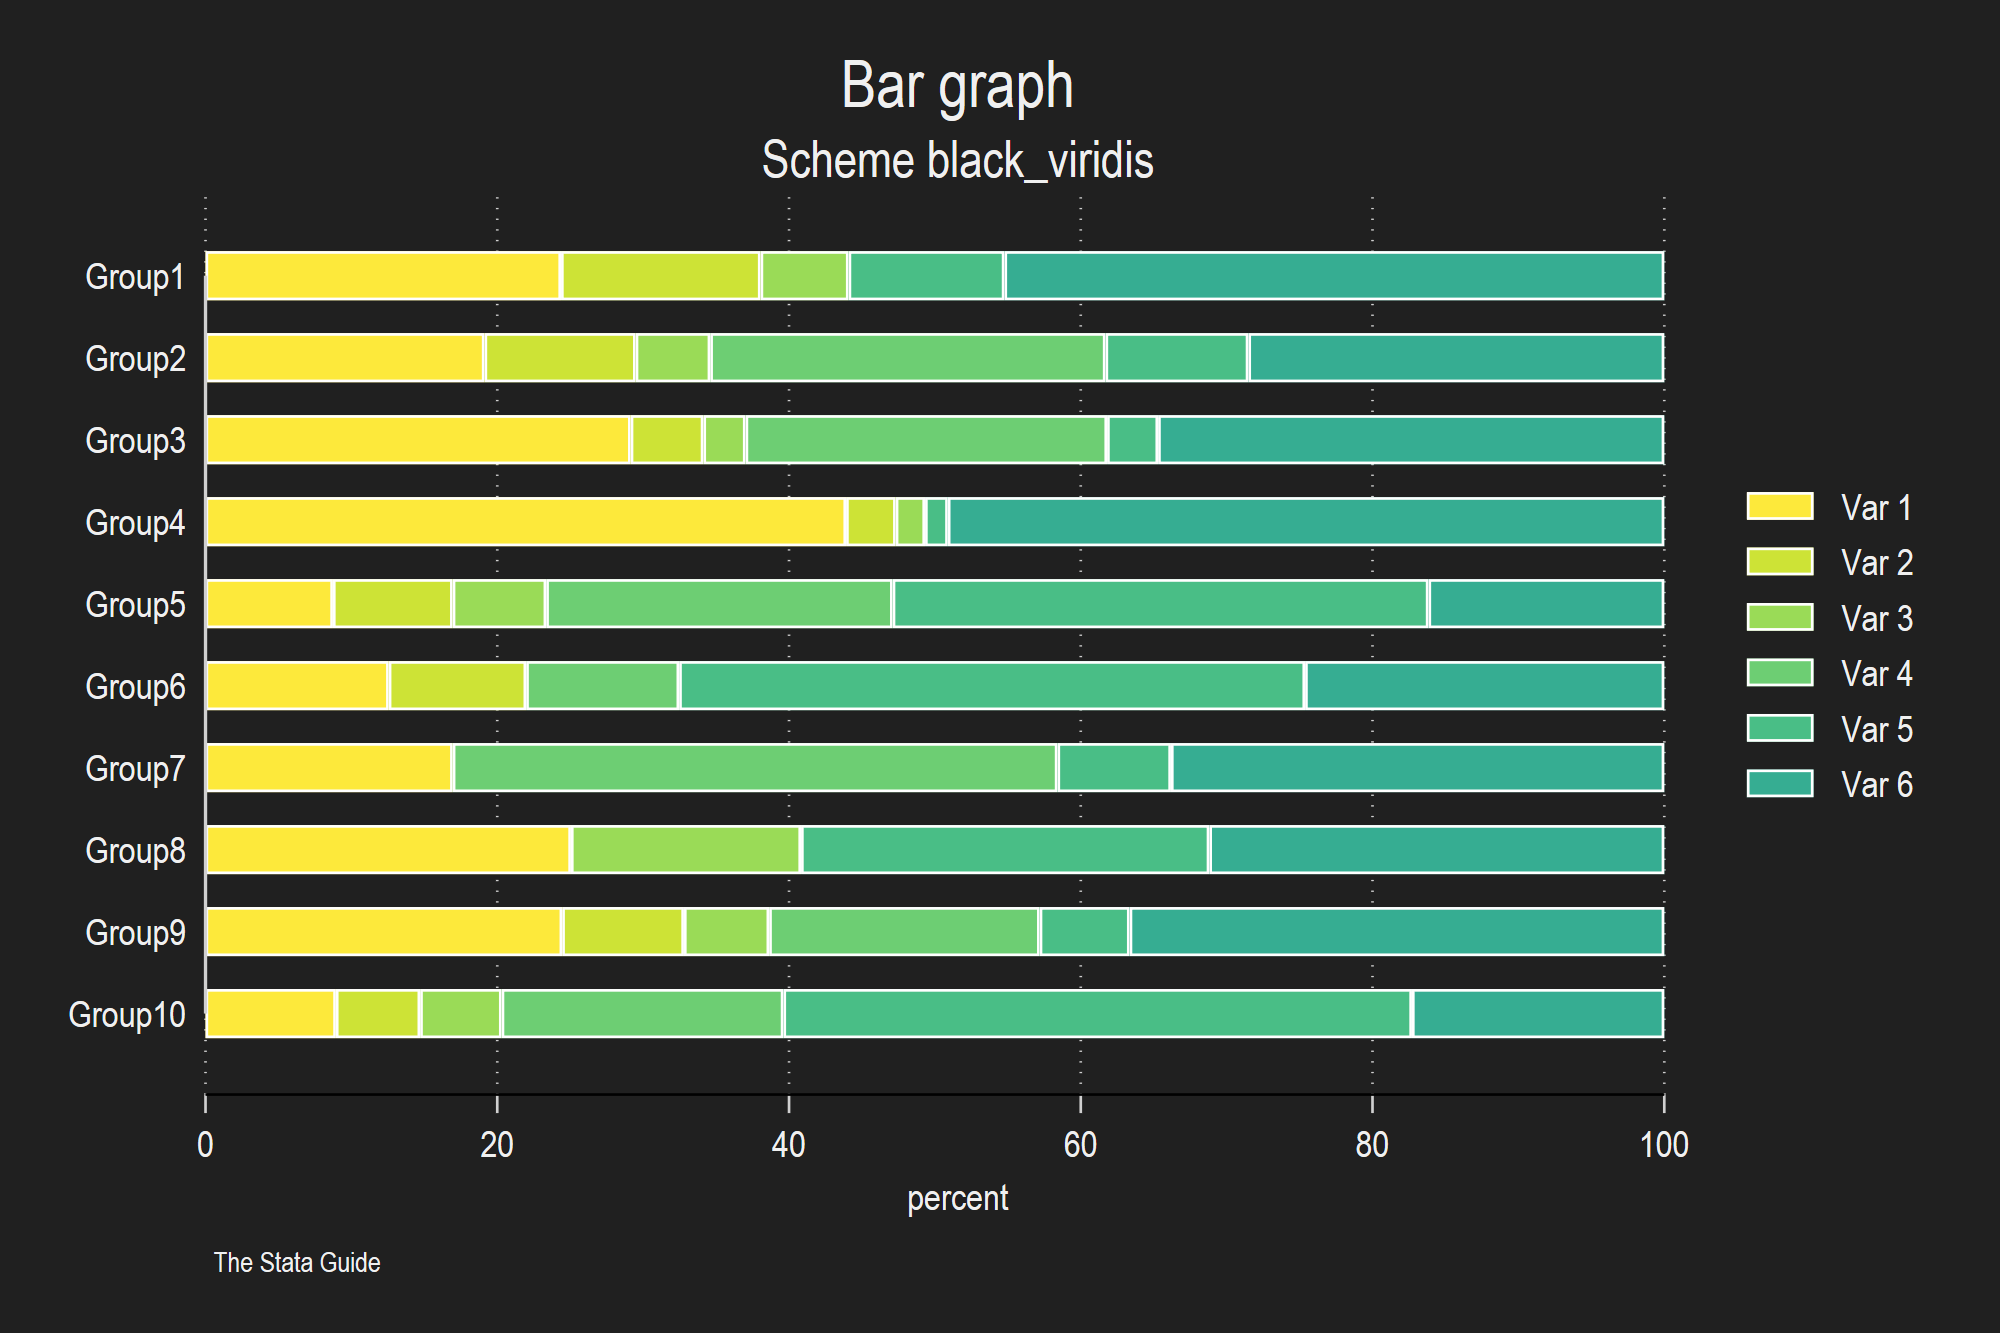 Bar graph
Scheme black_viridis
Group1
Group2
Group3
Group4
Group5
Group6
Group7
Group8
Group9
Group10
Var 1
Var 2
Var 3
Var 4
Var 5
Var 6
0 20 40 60 80 100
percent
The Stata Guide